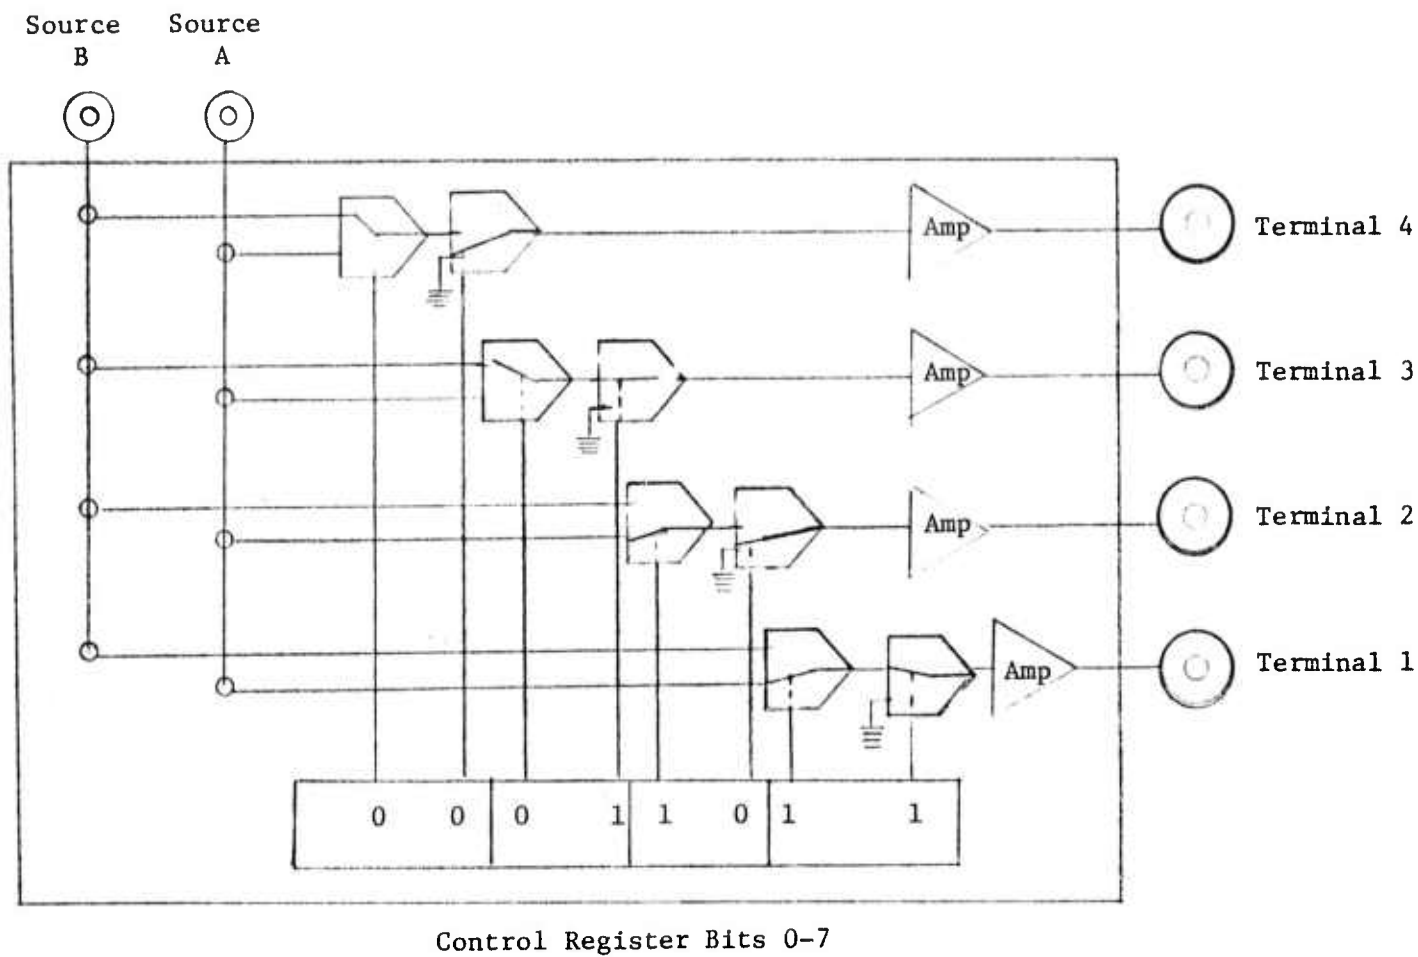 Source Source
B A
Amp Terminal 4
Amp Terminal 3
Amp Terminal 2
Amp Terminal 1
0 0 0 1 1 0 1 1
Control Register Bits 0-7